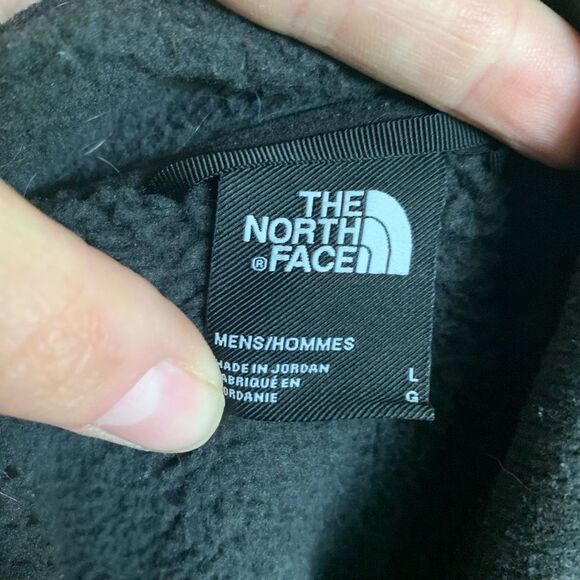 THE
NORTH
®FACE
MENS/HOMMES
MADE IN JORDAN
FABRIQUÉ EN
JORDANIE
L
G